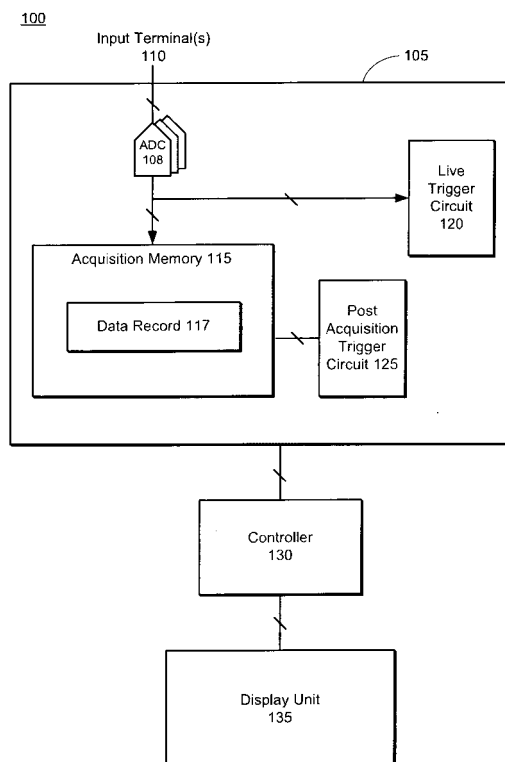 100
Input Terminal(s)
110
105
ADC
108
Live
Trigger
Circuit
120
Acquisition Memory 115
Data Record 117
Post
Acquisition
Trigger
Circuit 125
Controller
130
Display Unit
135